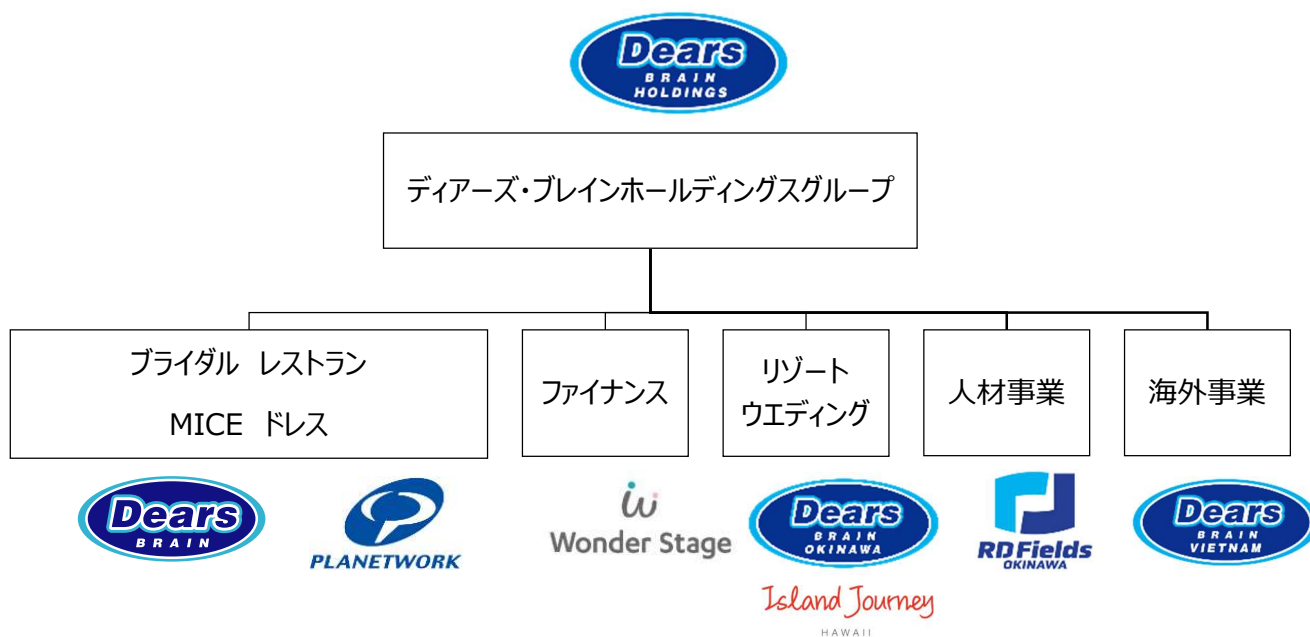 Dears
BRAIN
HOLDINGS
ディアーズ・ブレインホールディングスグループ
ブライダル レストラン
MICE ドレス
ファイナンス
リゾート
ウエディング
人材事業
海外事業
Dears
BRAIN
PLANETWORK
Wonder Stage
Dears
BRAIN
OKINAWA
Island Journey
HAWAII
RDFields
OKINAWA
Dears
BRAIN
VIETNAM